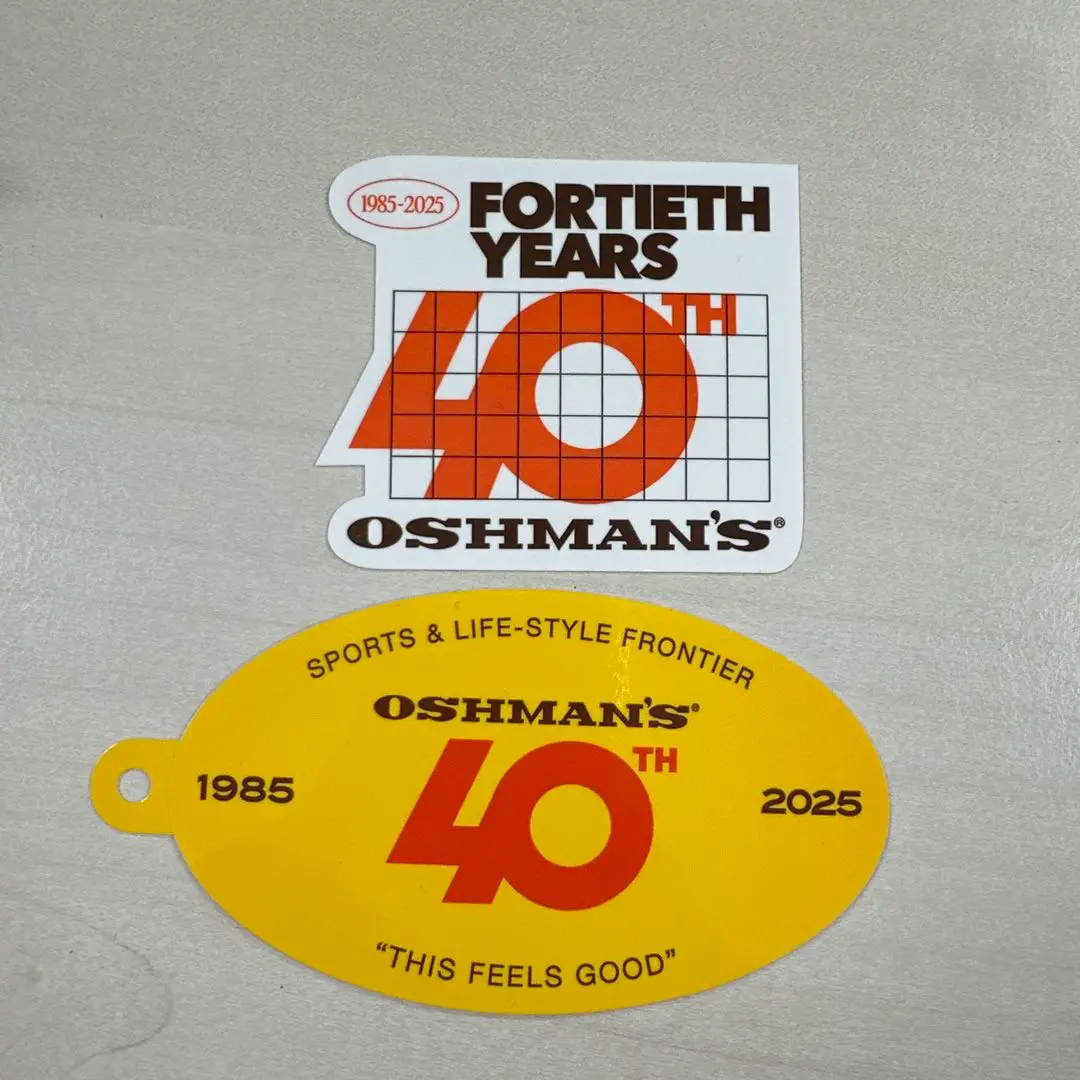 1985-2025
FORTIETH
YEARS
40TH
OSHMAN'S®
SPORTS & LIFE-STYLE FRONTIER
OSHMAN'S®
40TH
1985
2025
“THIS FEELS GOOD”